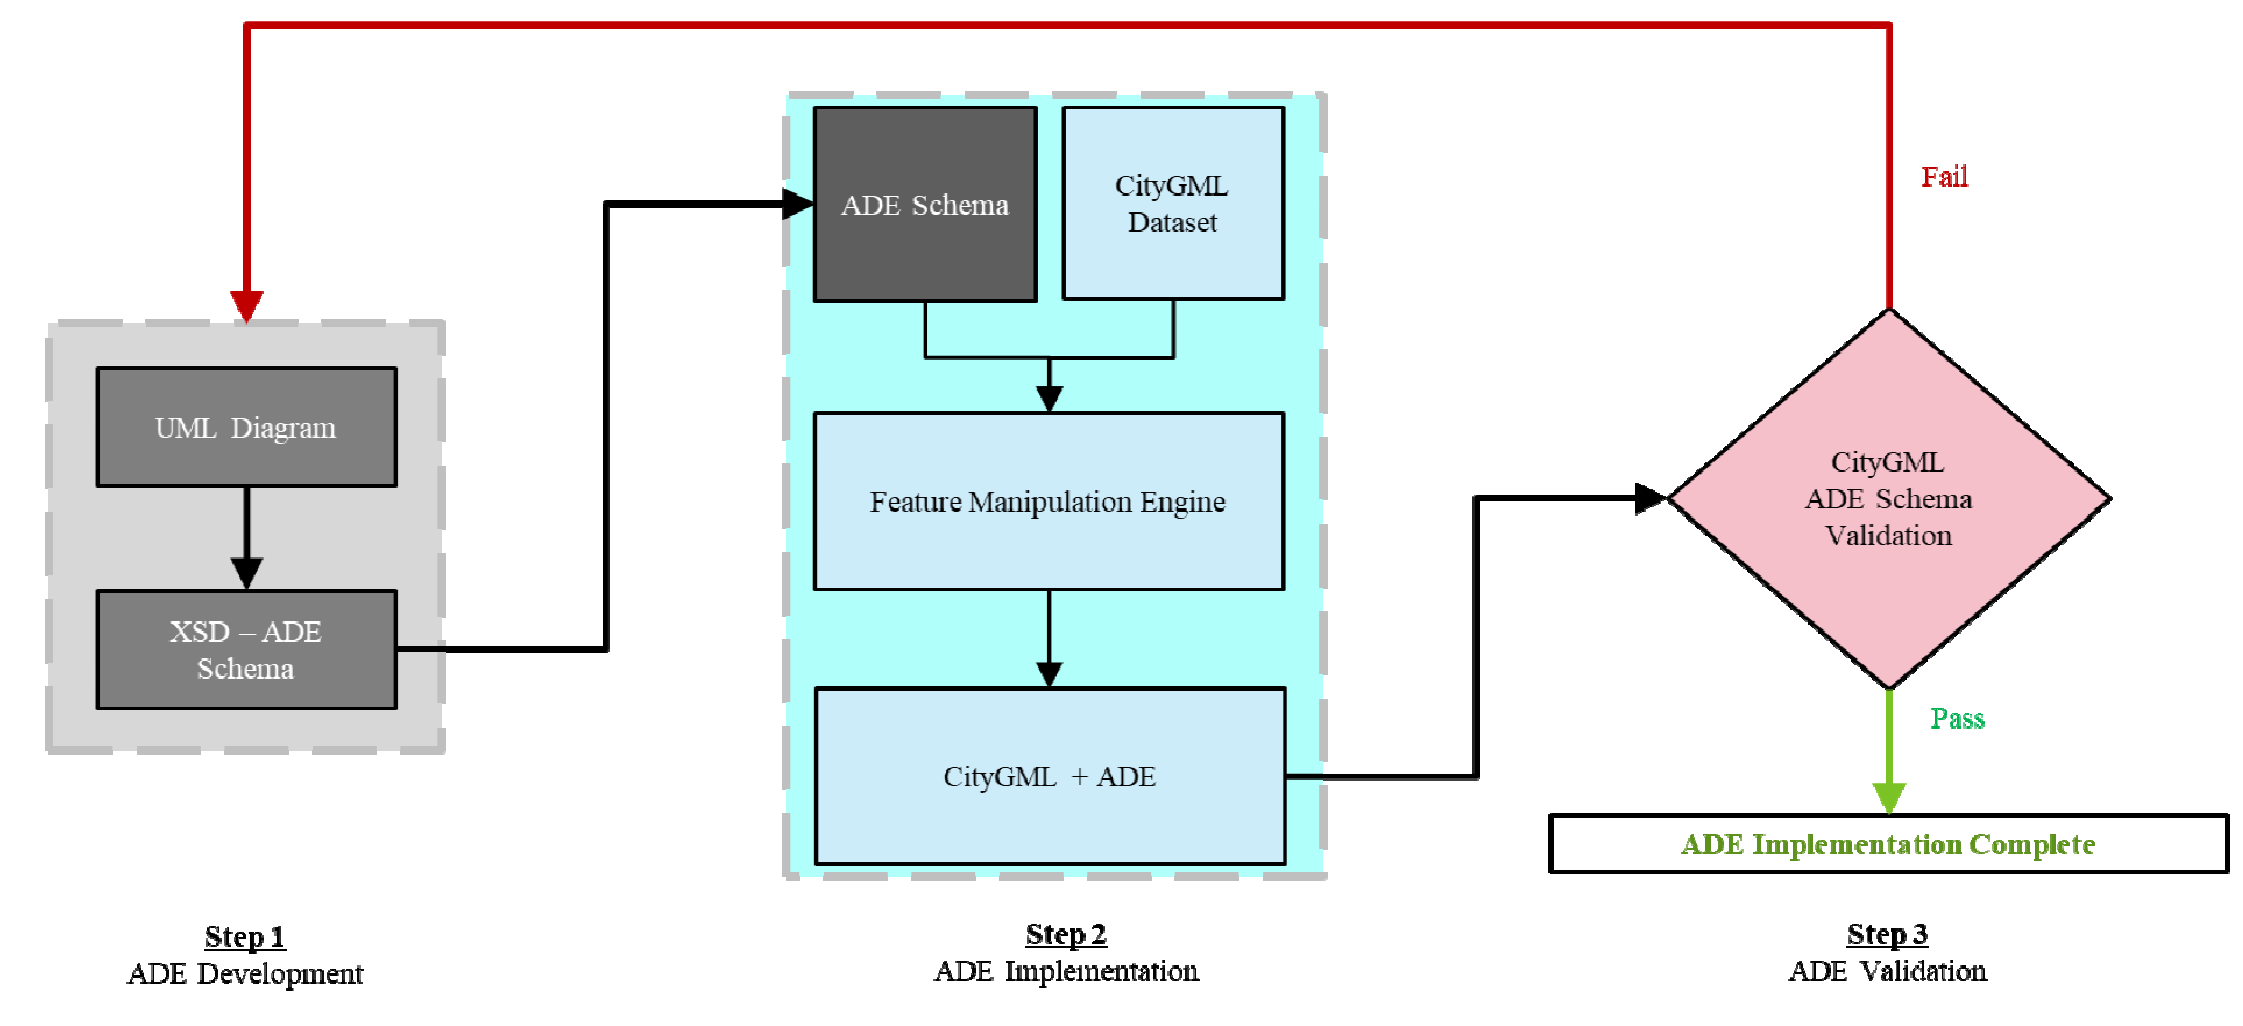 Fail
ADE Schema
CityGML
Dataset
UML Diagram
XSD – ADE
Schema
Feature Manipulation Engine
CityGML + ADE
CityGML
ADE Schema
Validation
Pass
ADE Implementation Complete
Step 1
ADE Development
Step 2
ADE Implementation
Step 3
ADE Validation